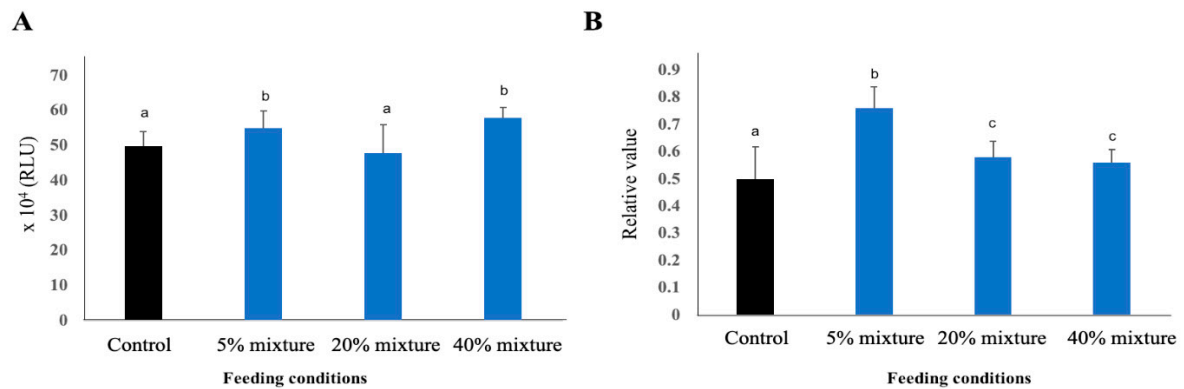 A
x 10⁴ (RLU)
70
60
50
40
30
20
10
0
a
b
a
b
Control
5% mixture
20% mixture
40% mixture
Feeding conditions
B
Relative value
0.9
0.8
0.7
0.6
0.5
0.4
0.3
0.2
0.1
0
a
b
c
c
Control
5% mixture
20% mixture
40% mixture
Feeding conditions